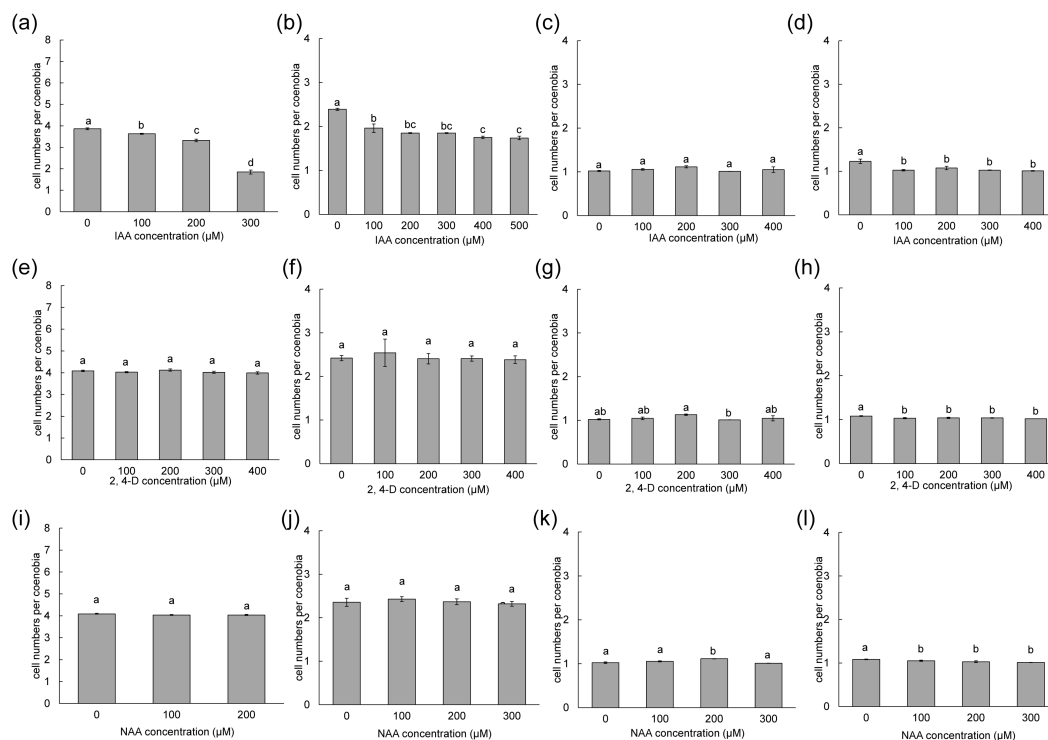 (a)
8
7
6
5
4
3
2
1
0
cell numbers per coenobia
a
b
c
d
0 100 200 300
IAA concentration (µM)
(b)
4
3
2
1
0
cell numbers per coenobia
a
b
bc
bc
c
c
0 100 200 300 400 500
IAA concentration (µM)
(c)
4
3
2
1
0
cell numbers per coenobia
a a a a a
0 100 200 300 400
IAA concentration (µM)
(d)
4
3
2
1
0
cell numbers per coenobia
a b b b b
0 100 200 300 400
IAA concentration (µM)
(e)
8
7
6
5
4
3
2
1
0
cell numbers per coenobia
a a a a a
0 100 200 300 400
2, 4-D concentration (µM)
(f)
4
3
2
1
0
cell numbers per coenobia
a a a a a
0 100 200 300 400
2, 4-D concentration (µM)
(g)
4
3
2
1
0
cell numbers per coenobia
ab ab a b ab
0 100 200 300 400
2, 4-D concentration (µM)
(h)
4
3
2
1
0
cell numbers per coenobia
a b b b b
0 100 200 300 400
2, 4-D concentration (µM)
(i)
8
7
6
5
4
3
2
1
0
cell numbers per coenobia
a a a
0 100 200
NAA concentration (µM)
(j)
4
3
2
1
0
cell numbers per coenobia
a a a a
0 100 200 300
NAA concentration (µM)
(k)
4
3
2
1
0
cell numbers per coenobia
a a b a
0 100 200 300
NAA concentration (µM)
(l)
4
3
2
1
0
cell numbers per coenobia
a b b b
0 100 200 300
NAA concentration (µM)